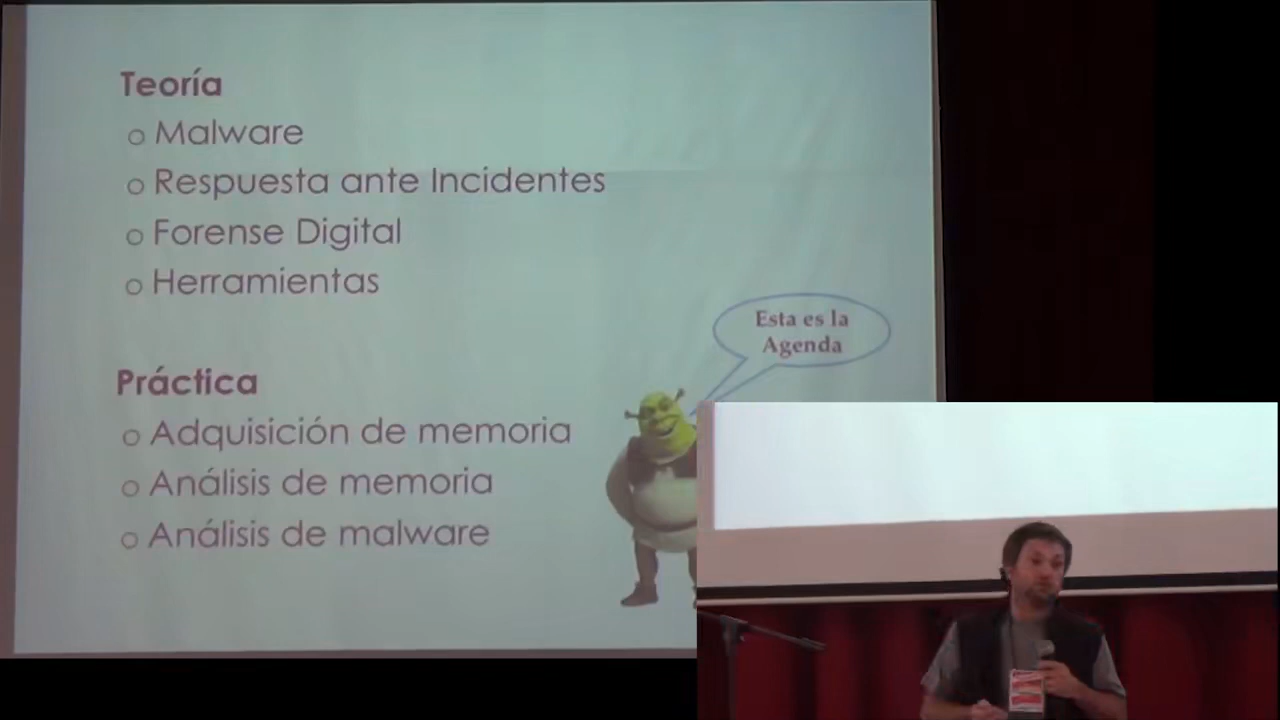 Teoría
o Malware
o Respuesta ante Incidentes
o Forense Digital
o Herramientas
Esta es la
Agenda
Práctica
o Adquisición de memoria
o Análisis de memoria
o Análisis de malware